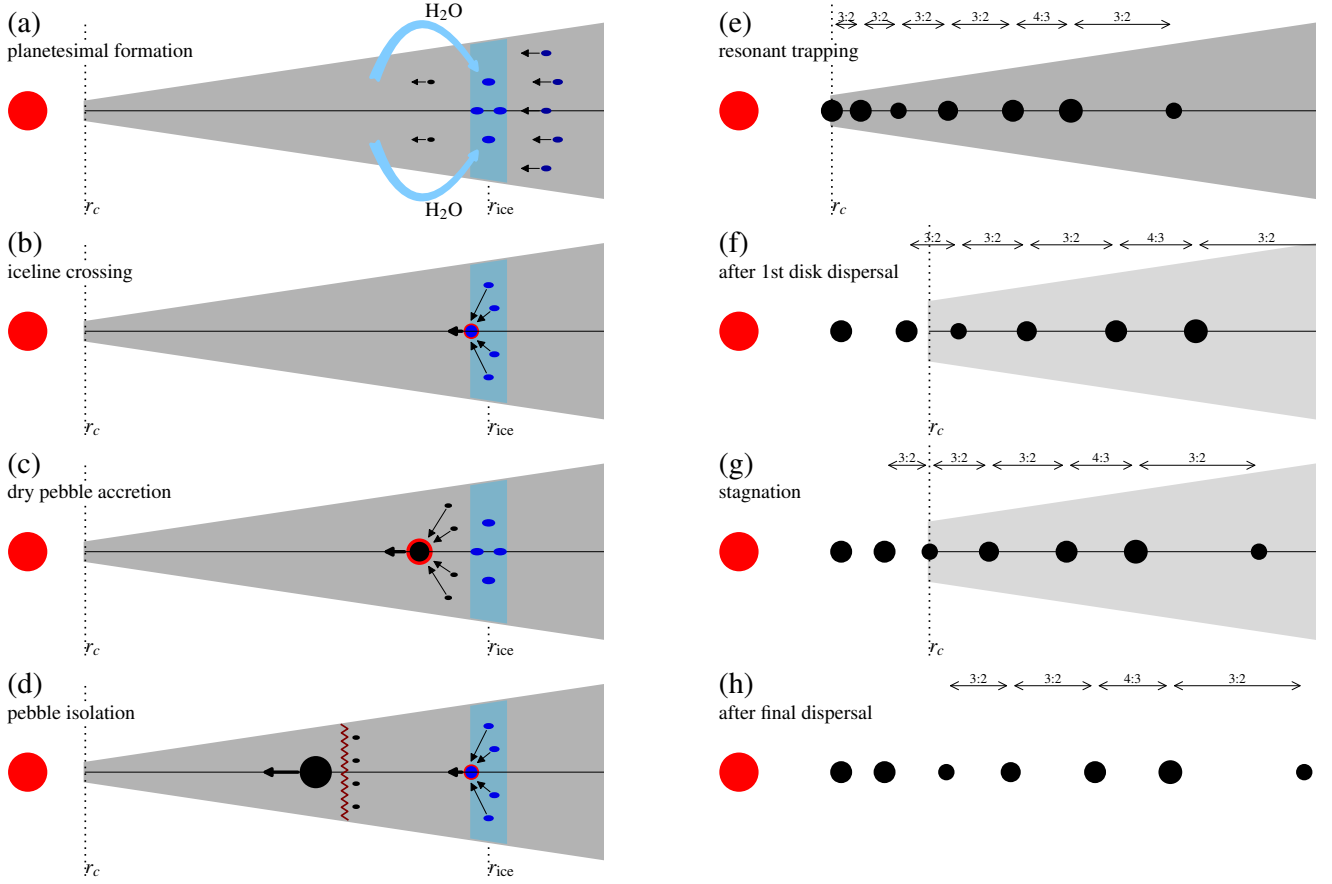 (a)
planetesimal formation
H2O
H2O
rc
rice
(b)
iceline crossing
rc
rice
(c)
dry pebble accretion
rc
rice
(d)
pebble isolation
rc
rice
(e)
3:2 3:2 3:2 3:2 4:3 3:2
resonant trapping
rc
(f)
3:2 3:2 3:2 4:3 3:2
after 1st disk dispersal
rc
(g)
3:2 3:2 3:2 4:3 3:2
stagnation
rc
(h)
3:2 3:2 4:3 3:2
after final dispersal